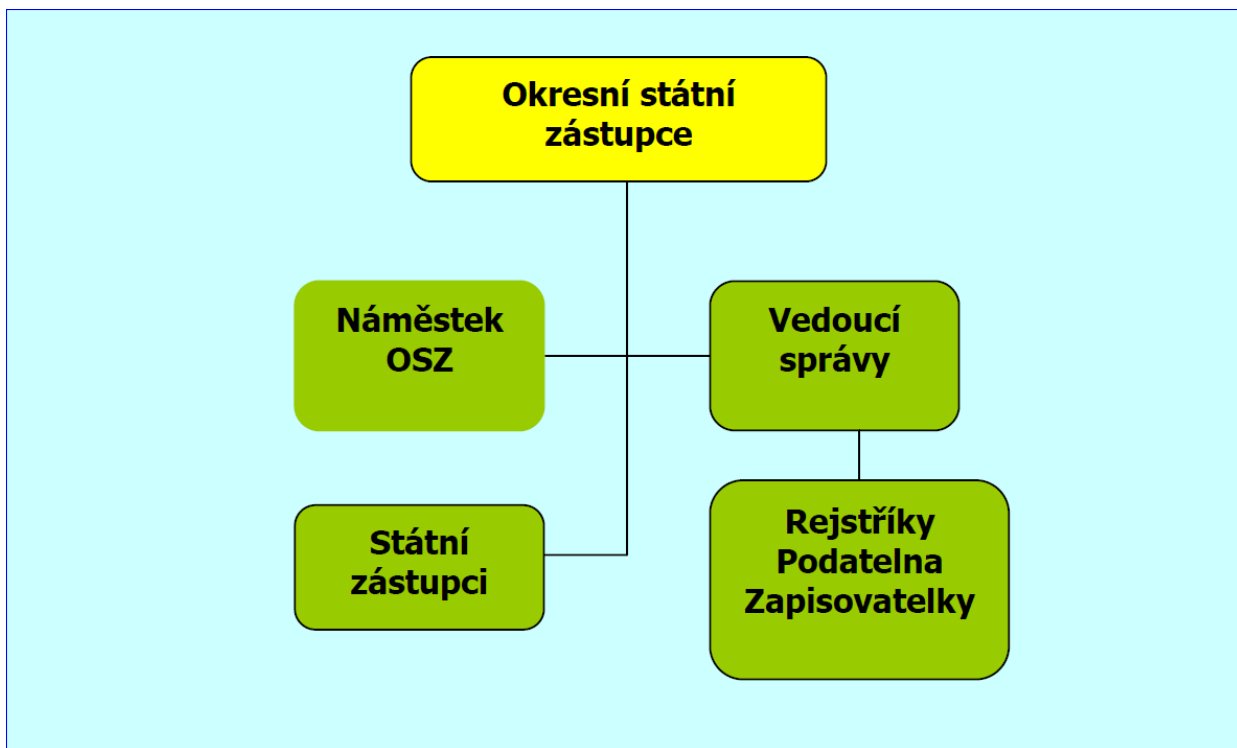 Okresní státní
zástupce
Náměstek
OSZ
Vedoucí
správy
Státní
zástupci
Rejstříky
Podatelna
Zapisovatelky